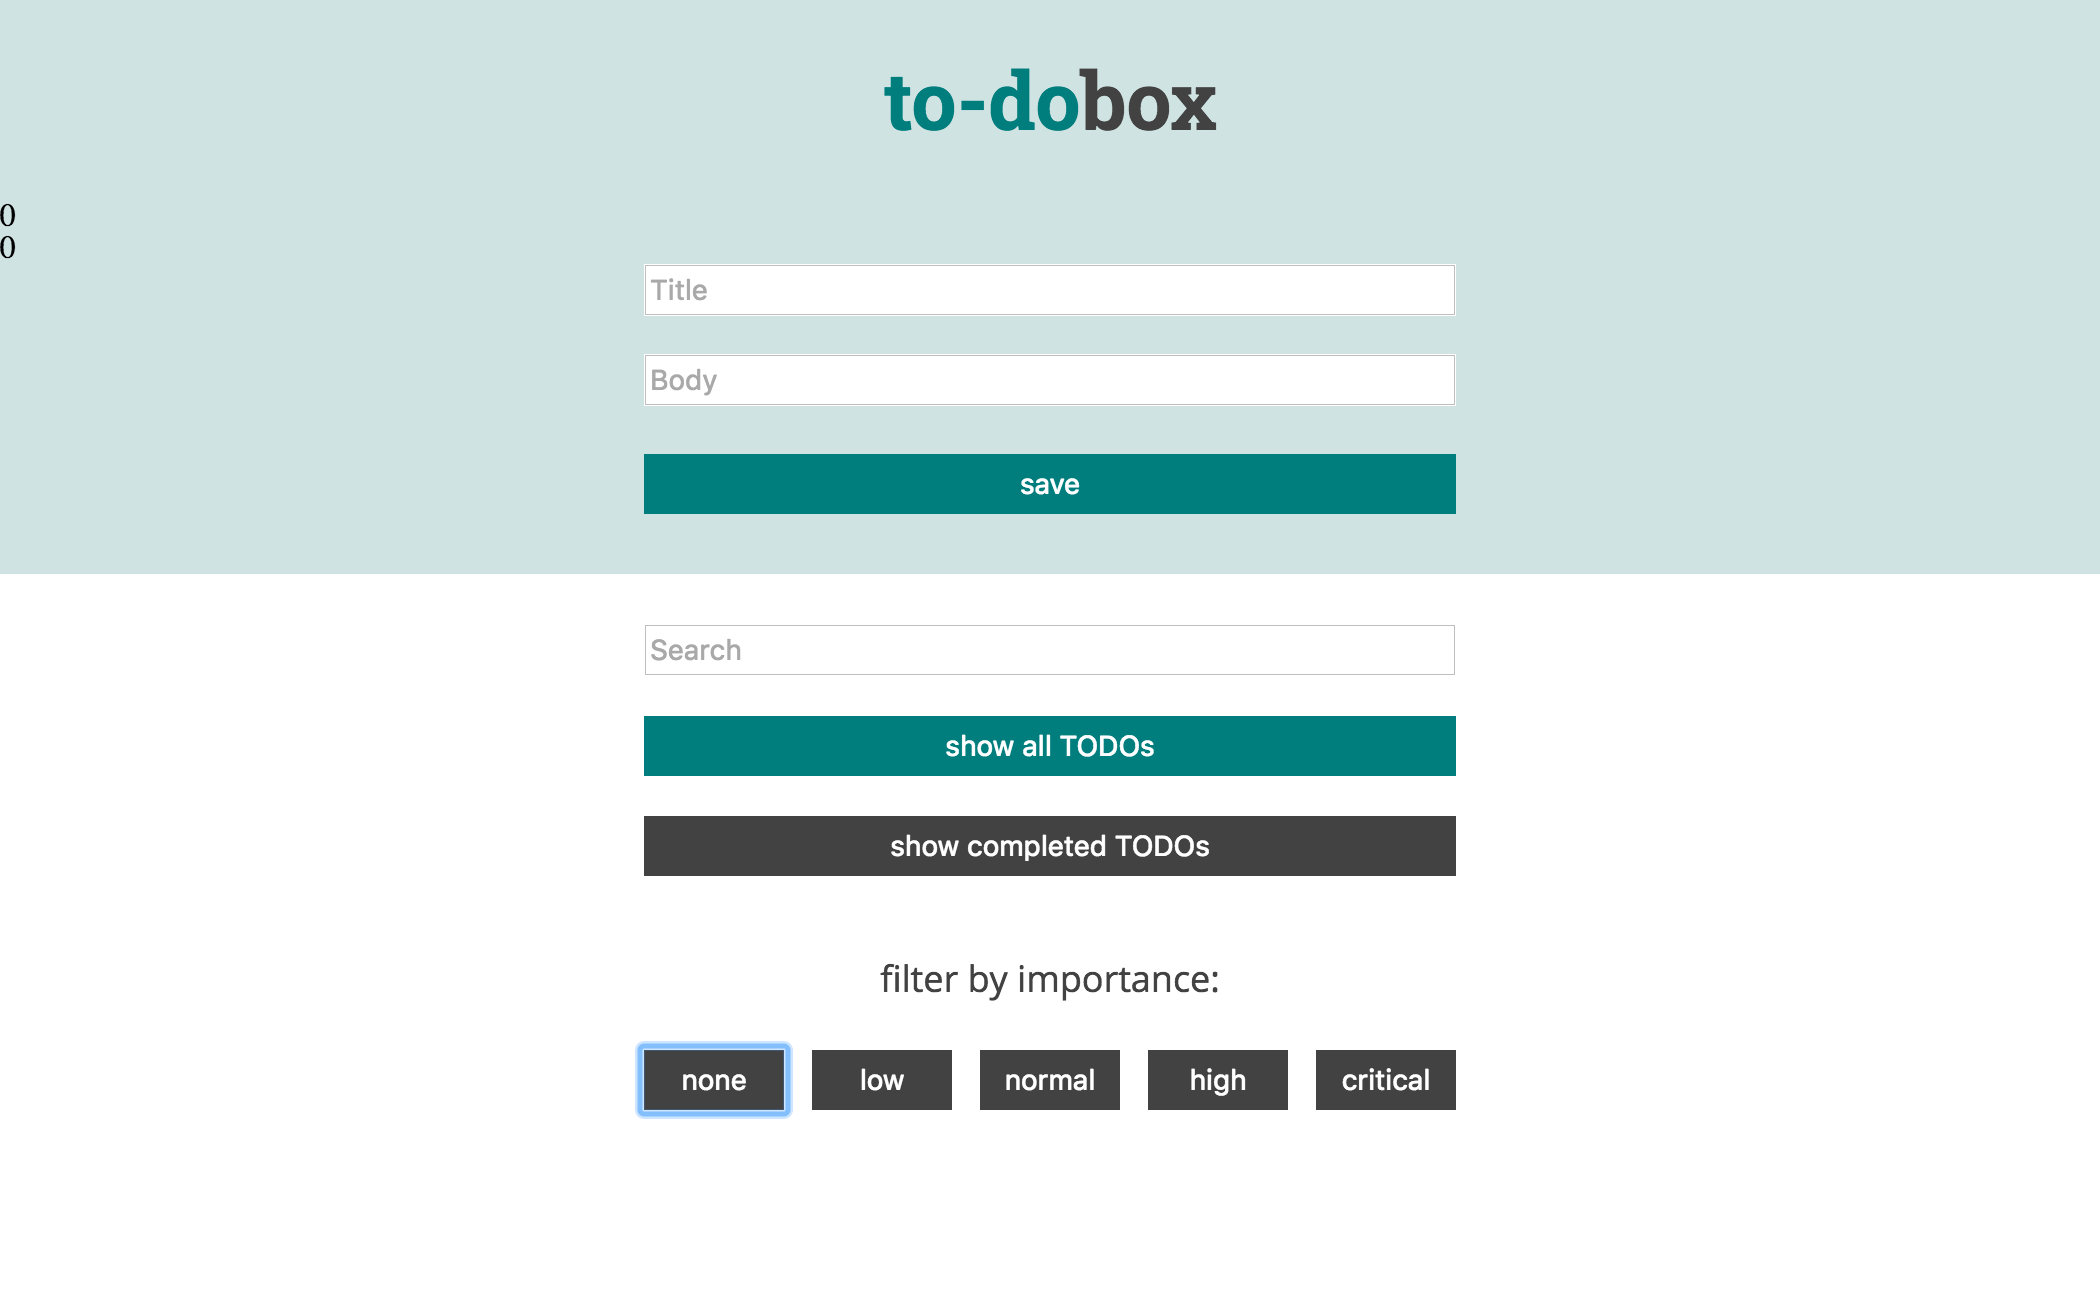 to-dobox
0
0
Title
Body
save
Search
show all TODOs
show completed TODOs
filter by importance:
none low normal high critical